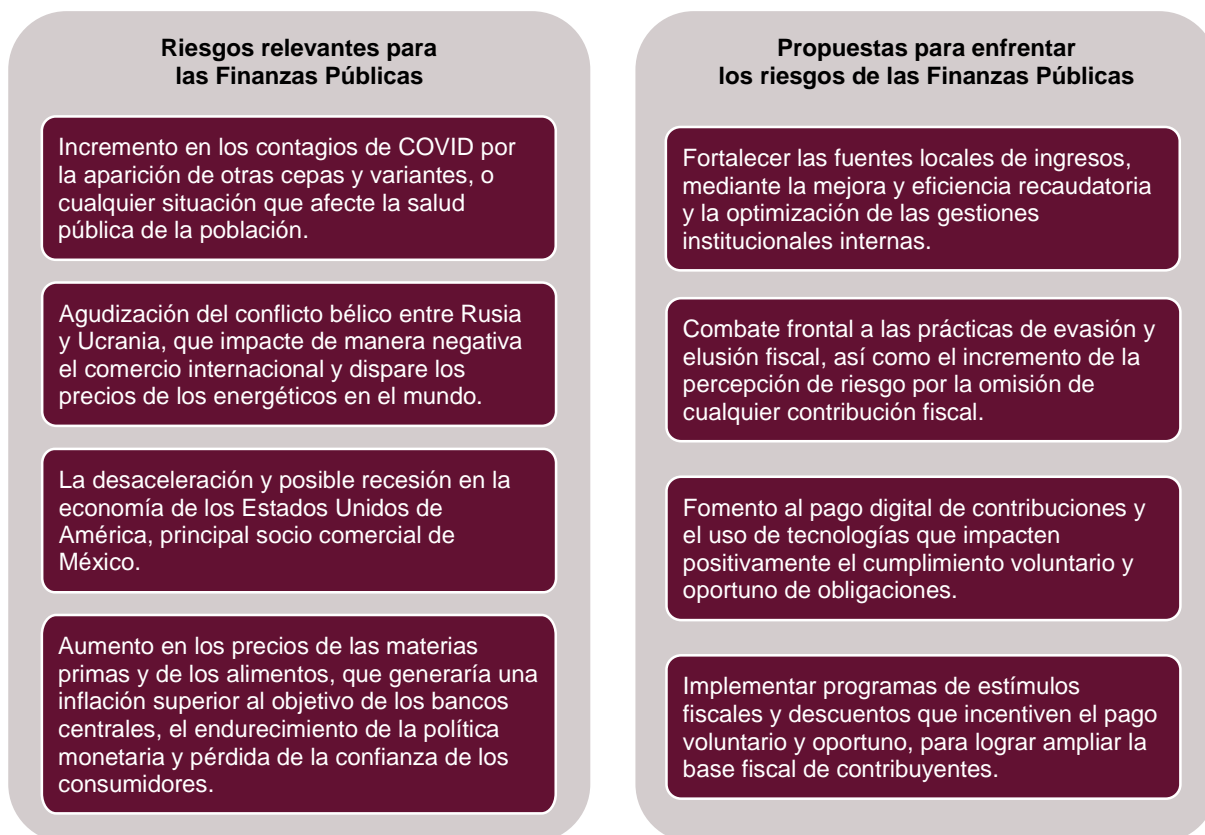 Riesgos relevantes para
las Finanzas Públicas
Incremento en los contagios de COVID por
la aparición de otras cepas y variantes, o
cualquier situación que afecte la salud
pública de la población.
Agudización del conflicto bélico entre Rusia
y Ucrania, que impacte de manera negativa
el comercio internacional y dispare los
precios de los energéticos en el mundo.
La desaceleración y posible recesión en la
economía de los Estados Unidos de
América, principal socio comercial de
México.
Aumento en los precios de las materias
primas y de los alimentos, que generaría una
inflación superior al objetivo de los bancos
centrales, el endurecimiento de la política
monetaria y pérdida de la confianza de los
consumidores.
Propuestas para enfrentar
los riesgos de las Finanzas Públicas
Fortalecer las fuentes locales de ingresos,
mediante la mejora y eficiencia recaudatoria
y la optimización de las gestiones
institucionales internas.
Combate frontal a las prácticas de evasión y
elusión fiscal, así como el incremento de la
percepción de riesgo por la omisión de
cualquier contribución fiscal.
Fomento al pago digital de contribuciones y
el uso de tecnologías que impacten
positivamente el cumplimiento voluntario y
oportuno de obligaciones.
Implementar programas de estímulos
fiscales y descuentos que incentiven el pago
voluntario y oportuno, para lograr ampliar la
base fiscal de contribuyentes.